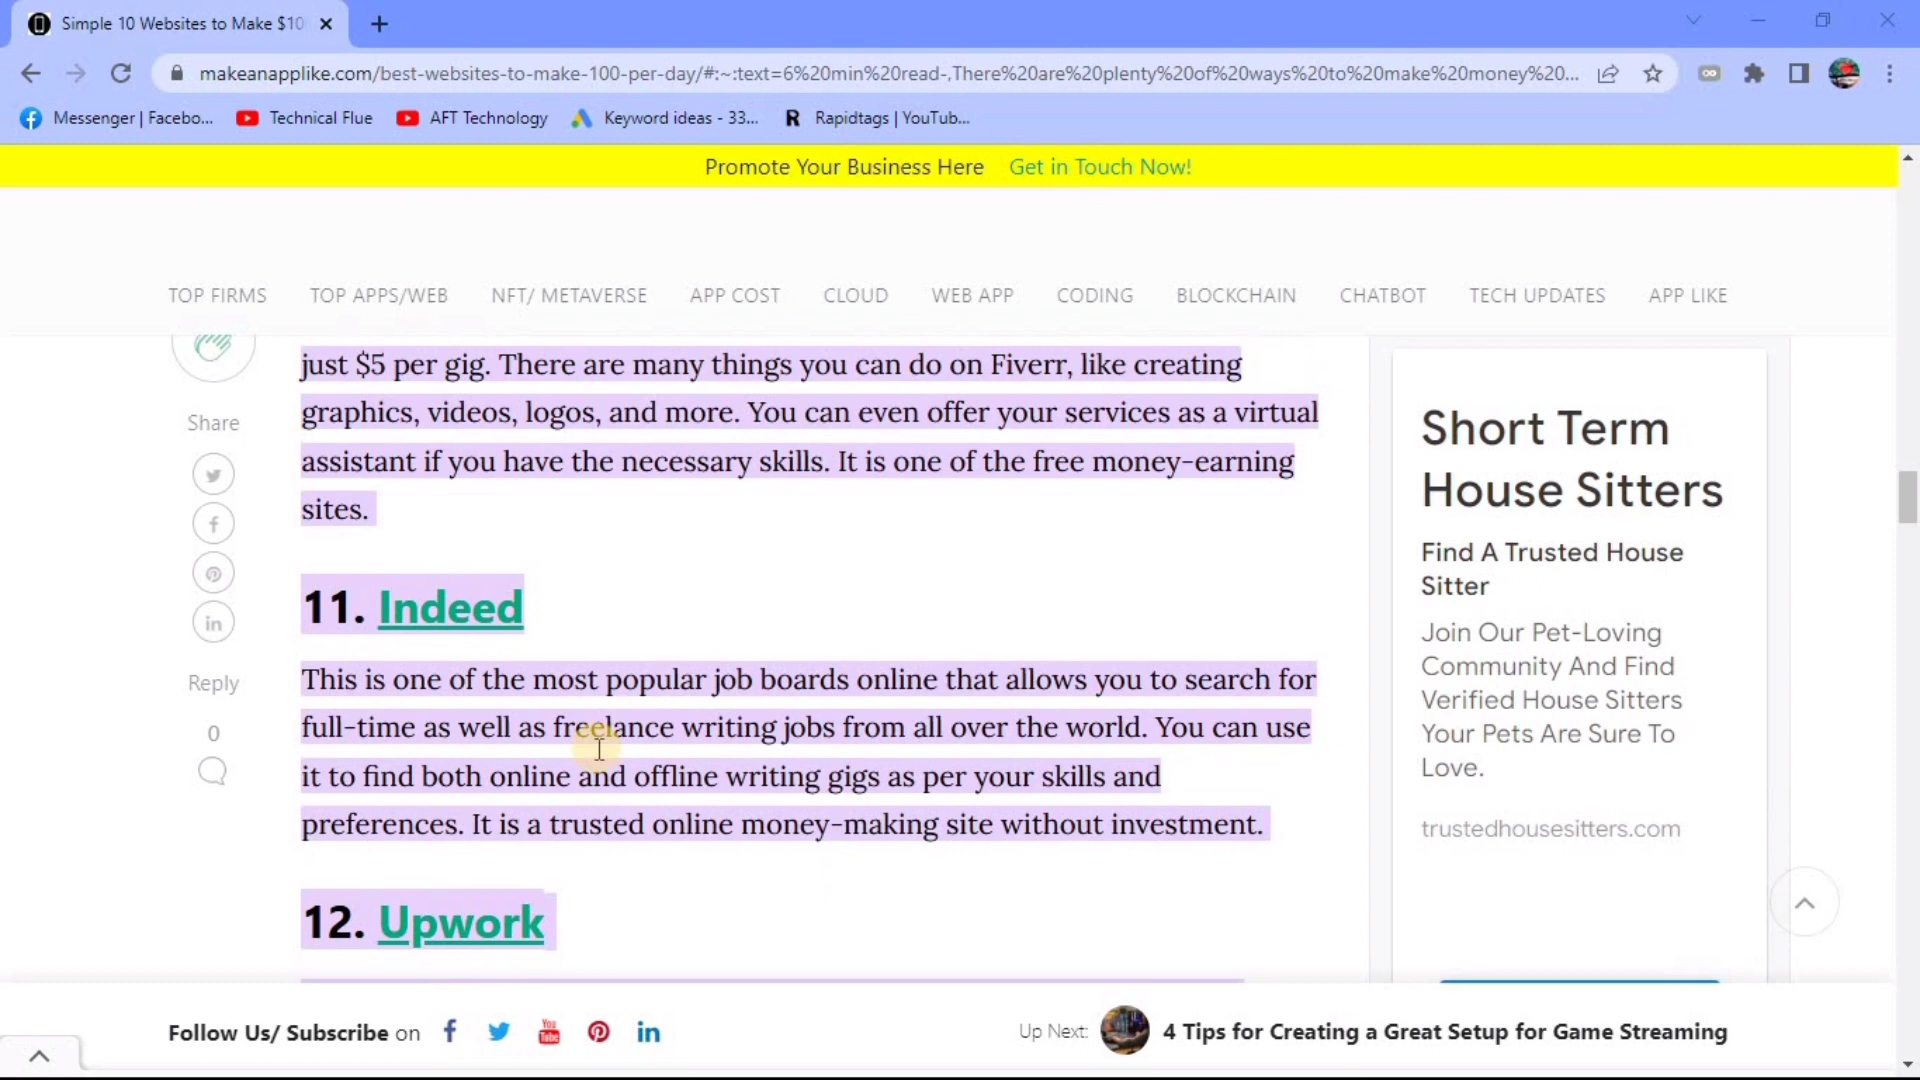 Simple 10 Websites to Make $10
makeanapplike.com/best-websites-to-make-100-per-day/#:~:text=6%20min%20read-,There%20are%20plenty%20of%20ways%20to%20make%20money%20...
Messenger | Facebo...
Technical Flue
AFT Technology
Keyword ideas - 33...
R Rapidtags | YouTub...
Promote Your Business Here Get in Touch Now!
TOP FIRMS TOP APPS/WEB NFT/ METAVERSE APP COST CLOUD WEB APP CODING BLOCKCHAIN CHATBOT TECH UPDATES APP LIKE
Share
Reply
0
just $5 per gig. There are many things you can do on Fiverr, like creating
graphics, videos, logos, and more. You can even offer your services as a virtual
assistant if you have the necessary skills. It is one of the free money-earning
sites.
11. Indeed
This is one of the most popular job boards online that allows you to search for
full-time as well as freelance writing jobs from all over the world. You can use
it to find both online and offline writing gigs as per your skills and
preferences. It is a trusted online money-making site without investment.
12. Upwork
Short Term
House Sitters
Find A Trusted House
Sitter
Join Our Pet-Loving
Community And Find
Verified House Sitters
Your Pets Are Sure To
Love.
trustedhousesitters.com
Follow Us/ Subscribe on
Up Next: 4 Tips for Creating a Great Setup for Game Streaming